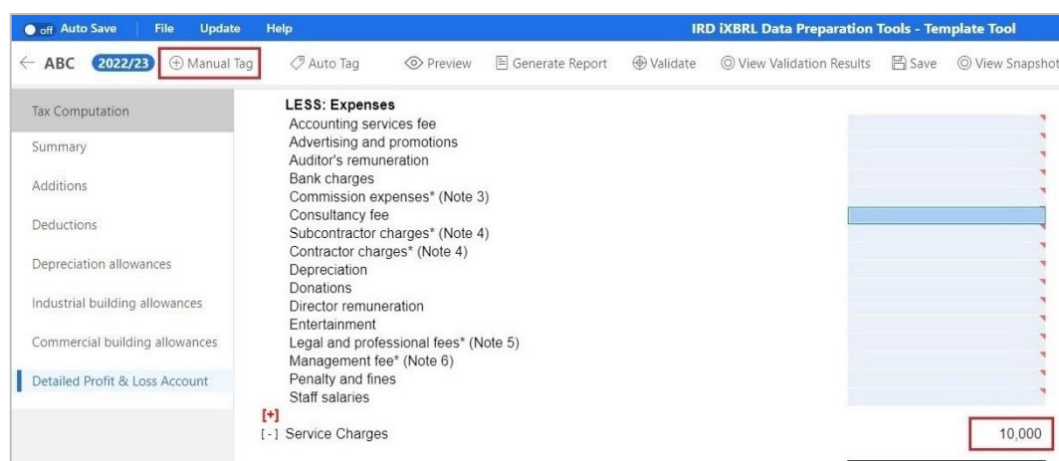 off Auto Save File Update Help IRD iXBRL Data Preparation Tools - Template Tool
← ABC 2022/23 Manual Tag Auto Tag Preview Generate Report Validate View Validation Results Save View Snapshot
Tax Computation
Summary
Additions
Deductions
Depreciation allowances
Industrial building allowances
Commercial building allowances
Detailed Profit & Loss Account
LESS: Expenses
Accounting services fee
Advertising and promotions
Auditor's remuneration
Bank charges
Commission expenses* (Note 3)
Consultancy fee
Subcontractor charges* (Note 4)
Contractor charges* (Note 4)
Depreciation
Donations
Director remuneration
Entertainment
Legal and professional fees* (Note 5)
Management fee* (Note 6)
Penalty and fines
Staff salaries
[+]
[-] Service Charges 10,000